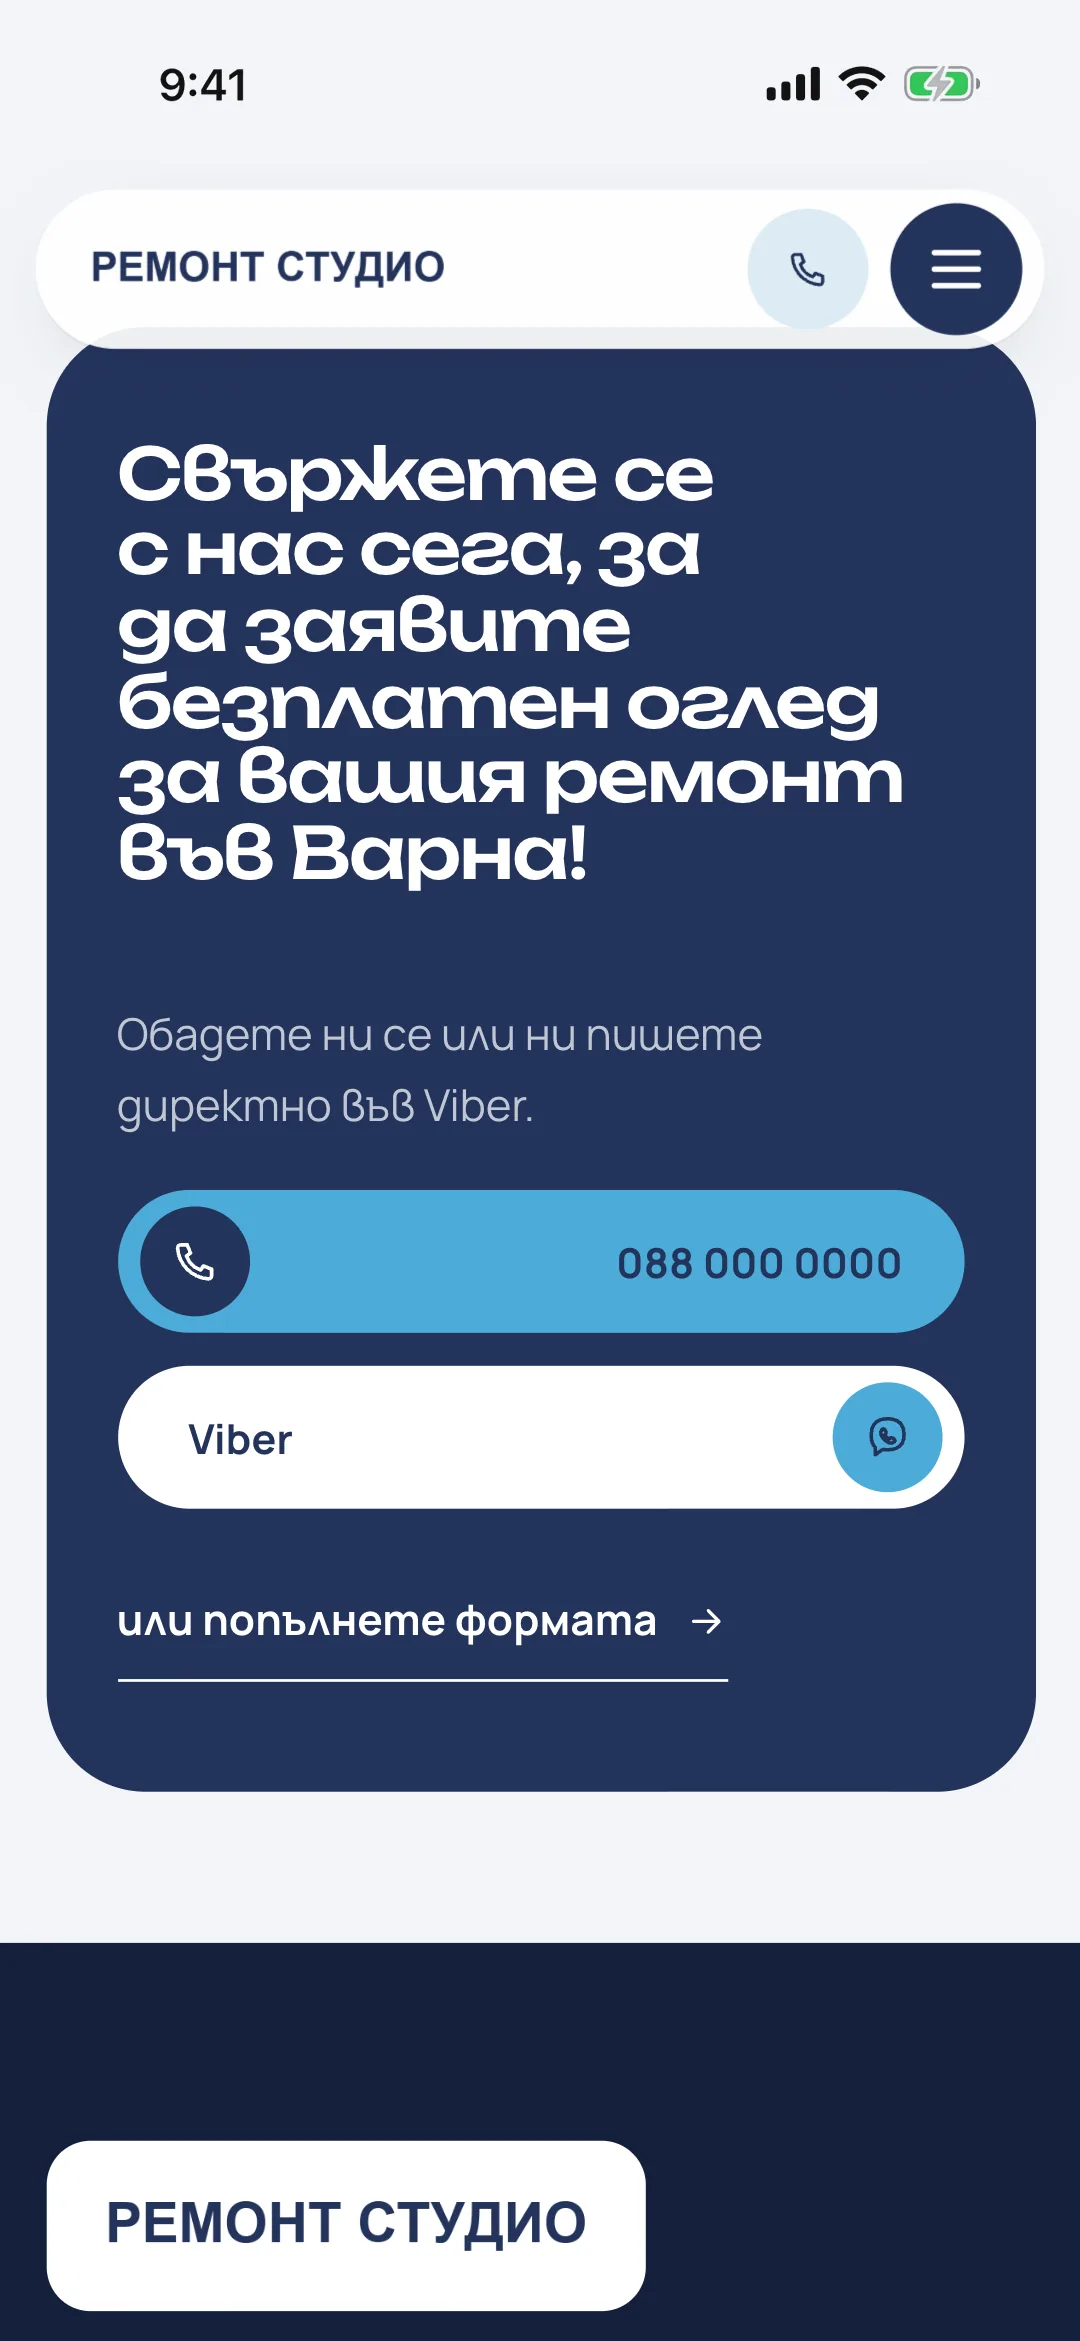 9:41
РЕМОНТ СТУДИО
Свържете се
с нас сега, за
да заявите
безплатен оглед
за вашия ремонт
във Варна!
Обадете ни се или ни пишете
директно във Viber.
088 000 0000
Viber
или попълнете формата →
РЕМОНТ СТУДИО